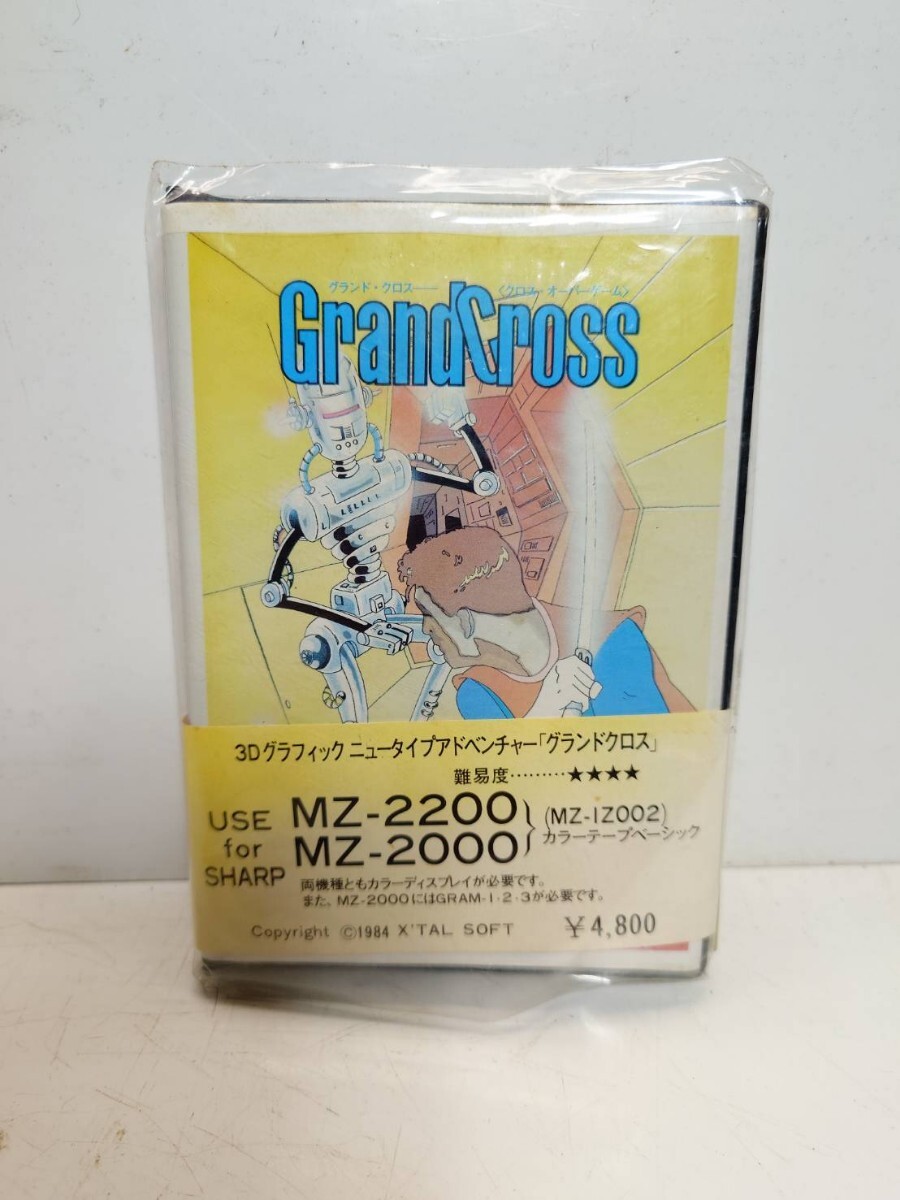 グランド・クロス―― 〈クロス オーバーゲーム〉
GrandCross
3Dグラフィック ニュータイプアドベンチャー「グランドクロス」
難易度………★★★★
USE for SHARP
MZ-2200
MZ-2000
(MZ-1Z002)
カラーテープベーシック
両機種ともカラーディスプレイが必要です。
また、MZ-2000にはGRAM-1・2・3が必要です。
Copyright ©1984 X'TAL SOFT ¥4,800